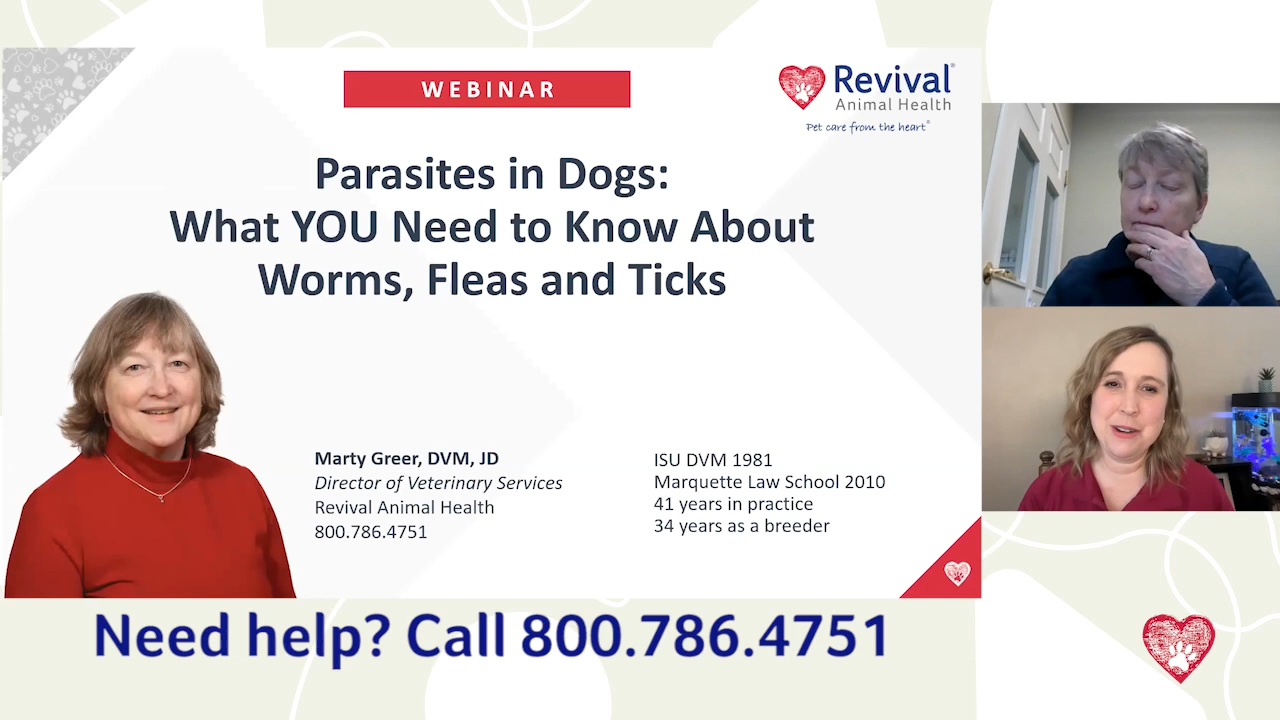 WEBINAR
Revival®
Animal Health
Pet care from the heart®
Parasites in Dogs:
What YOU Need to Know About
Worms, Fleas and Ticks
Marty Greer, DVM, JD
Director of Veterinary Services
Revival Animal Health
800.786.4751
ISU DVM 1981
Marquette Law School 2010
41 years in practice
34 years as a breeder
Need help? Call 800.786.4751